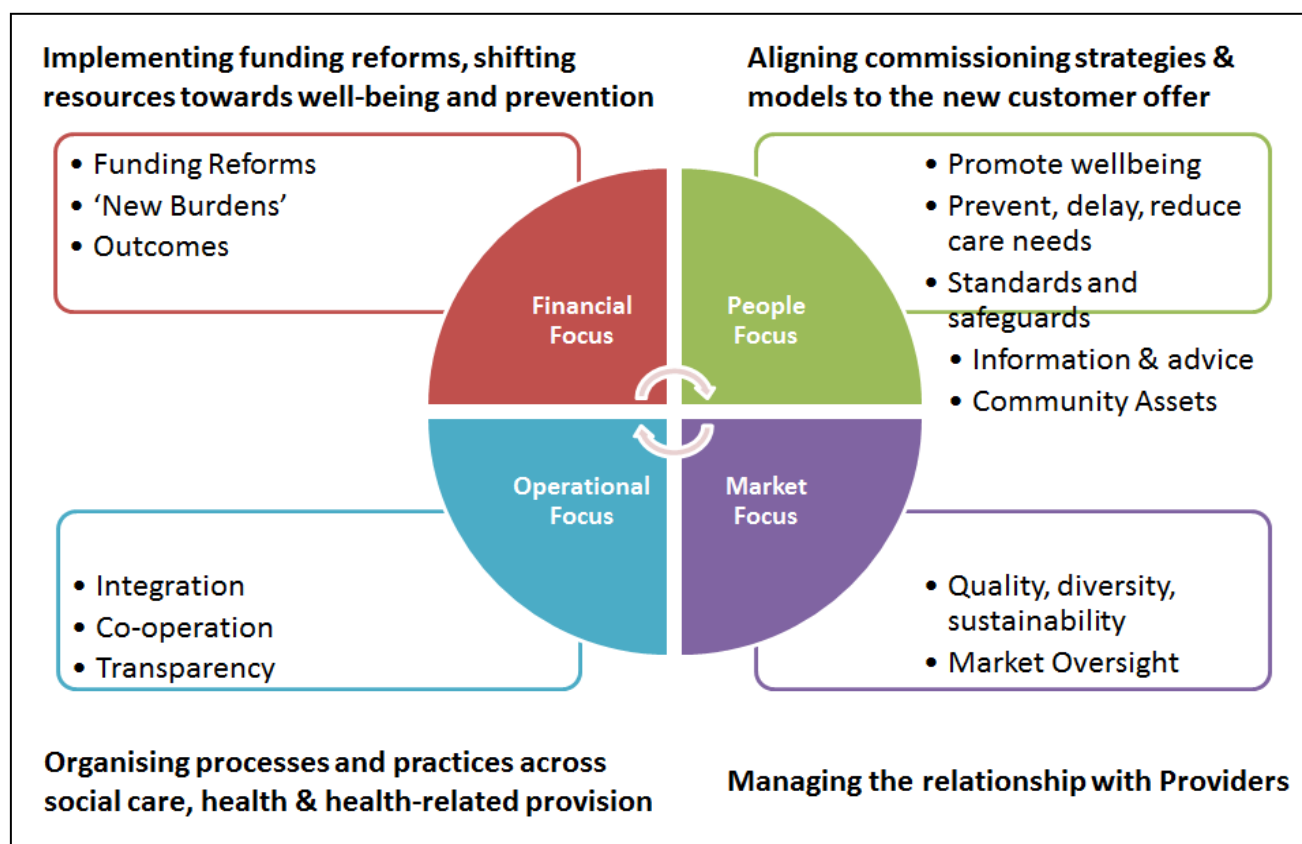 Implementing funding reforms, shifting
resources towards well-being and prevention
• Funding Reforms
• ‘New Burdens’
• Outcomes
Aligning commissioning strategies &
models to the new customer offer
• Promote wellbeing
• Prevent, delay, reduce
care needs
• Standards and
safeguards
• Information & advice
• Community Assets
Financial
Focus
People
Focus
Operational
Focus
Market
Focus
• Integration
• Co-operation
• Transparency
Organising processes and practices across
social care, health & health-related provision
• Quality, diversity,
sustainability
• Market Oversight
Managing the relationship with Providers